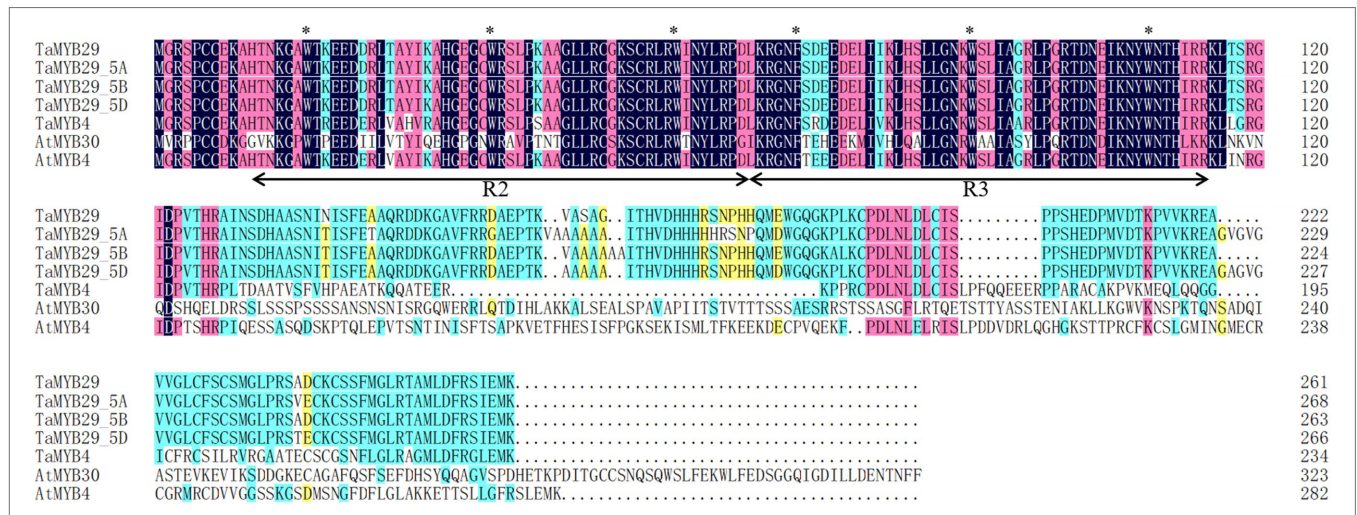 * * * * * *
TaMYB29 MGRSPCCEKAHTNKGAWTKEEDDRLTAYIKAHGEGCWRSLPKAAGLLRCGKSCRLRWINYLRPDLKRGNFSDEEDELIIKLHSLLGNKWSLIAGRLPGRTDNEIKNYWNTHIRRKLTSRG 120
TaMYB29_5A MGRSPCCEKAHTNKGAWTKEEDDRLTAYIKAHGEGCWRSLPKAAGLLRCGKSCRLRWINYLRPDLKRGNFSDEEDELIIKLHSLLGNKWSLIAGRLPGRTDNEIKNYWNTHIRRKLTSRG 120
TaMYB29_5B MGRSPCCEKAHTNKGAWTKEEDDRLTAYIKAHGEGCWRSLPKAAGLLRCGKSCRLRWINYLRPDLKRGNFSDEEDELIIKLHSLLGNKWSLIAGRLPGRTDNEIKNYWNTHIRRKLTSRG 120
TaMYB29_5D MGRSPCCEKAHTNKGAWTKEEDDRLTAYIKAHGEGCWRSLPKAAGLLRCGKSCRLRWINYLRPDLKRGNFSDEEDELIIKLHSLLGNKWSLIAGRLPGRTDNEIKNYWNTHIRRKLTSRG 120
TaMYB4 MGRSPCCEKAHTNKGAWTREEDERLVAHVRAHGEGCWRSLPSAAGLLRCGKSCRLRWINYLRPDLKRGNFSRDEDELIVKLHSLLGNKWSLIAARLPGRTDNEIKNYWNTHIRRKLLGRG 120
AtMYB30 MVRPPCCDKGGVKKGPWTPEEDIILVTYIQEHGPGNWRAVPTNTGLLRCSKSCRLRWTNYLRPGIKRGNFTEHEEKMIVHLQALLGNRWAAIASYLPQRTDNDIKNYWNTHLKKKLNKVN 120
AtMYB4 MGRSPCCEKAHTNKGAWTKEEDERLVAYIKAHGEGCWRSLPKAAGLLRCGKSCRLRWINYLRPDLKRGNFTEEEDELIIKLHSLLGNKWSLIAGRLPGRTDNEIKNYWNTHIRRKLINRG 120
R2 R3
TaMYB29 IDPVTHRAINSDHAASNINISFEAAQRDDKGAVFRRDAEPTK..VASAG..ITHVDHHHRSNPHHQMEWGQGKPLKCPDLNLDLCIS.........PPSHEDPMVDTKPVVKREA..... 222
TaMYB29_5A IDPVTHRAINSDHAASNITISFETAQRDDKGAVFRRGAEPTKVAAAAAA..ITHVDHHHHHRSNPQMDWGQGKPLKCPDLNLDLCIS.........PPSHEDPMVDTKPVVKREAGVGVG 229
TaMYB29_5B IDPVTHRAINSDHAASNITISFEAAQRDDKGAVFRRDAEPTK..VAAAAAAITHVDHHHRSNPHHQMEWGQGKALKCPDLNLDLCIS.........PPSHEDPMVDTKPVVKREA..... 224
TaMYB29_5D IDPVTHRAINSDHAASNITISFEAAQRDDKGAVFRRDAEPTK..AAAAA..ITHVDHHHRSNPHHQMDWGQGKPLKCPDLNLDLCIS.........PPSHEDPMVDTKPVVKREAGAGVG 227
TaMYB4 IDPVTHRPLTDAATVSFVHPAEATKQQATEER........................................KPPRCPDLNLDLCISLPFQQEEERPPARACAKPVKMEQLQQGG..... 195
AtMYB30 QDSHQELDRSSLSSSPSSSSANSNSNISRGQWERRLQTDIHLAKKALSEALSPAVAPIITSTVTTTSSSAESRRSTSSASGFLRTQETSTTYASSTENIAKLLKGWVKNSPKTQNSADQI 240
AtMYB4 IDPTSHRPIQESSASQDSKPTQLEPVTSNTINISFTSAPKVETFHESISFPGKSEKISMLTFKEEKDECPVQEKF..PDLNLELRISLPDDVDRLQGHGKSTTPRCFKCSLGMINGMECR 238
TaMYB29 VVGLCFSCSMGLPRSADCKCSSFMGLRTAMLDFRSIEMK............................................ 261
TaMYB29_5A VVGLCFSCSMGLPRSVECKCSSFMGLRTAMLDFRSIEMK............................................ 268
TaMYB29_5B VVGLCFSCSMGLPRSADCKCSSFMGLRTAMLDFRSIEMK............................................ 263
TaMYB29_5D VVGLCFSCSMGLPRSTECKCSSFMGLRTAMLDFRSIEMK............................................ 266
TaMYB4 ICFRCSILRVRGAATECSCGSNFLGLRAGMLDFRGLEMK............................................ 234
AtMYB30 ASTEVKEVIKSDDGKECAGAFQSFSEFDHSYQQAGVSPDHETKPDITGCCSNQSQWSLFEKWLFEDSGGQIGDILLDENTNFF 323
AtMYB4 CGRMRCDVVGGSSKGSDMSNGFDFLGLAKKETTSLLGFRSLEMK....................................... 282